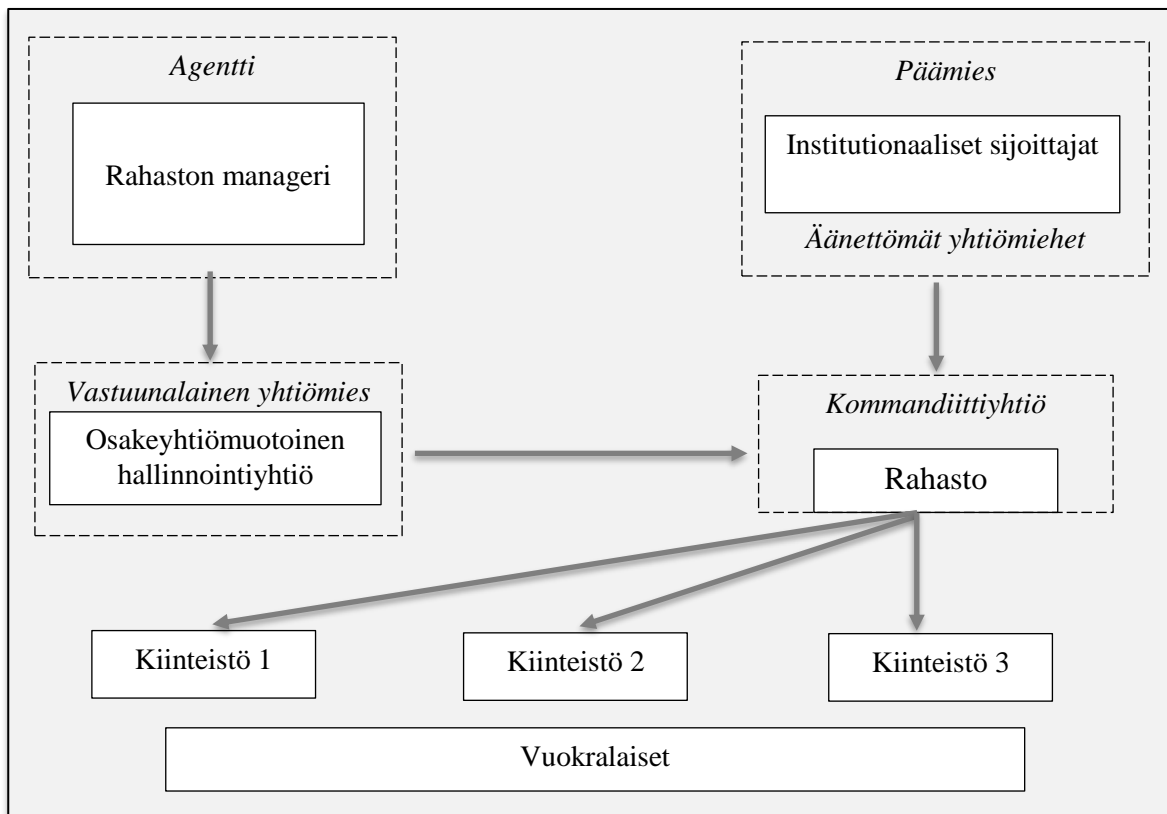 Agentti
Rahaston manageri
Päämies
Institutionaaliset sijoittajat
Äänettömät yhtiömiehet
Vastuunalainen yhtiömies
Osakeyhtiömuotoinen
hallinnointiyhtiö
Kommandiittiyhtiö
Rahasto
Kiinteistö 1
Kiinteistö 2
Kiinteistö 3
Vuokralaiset